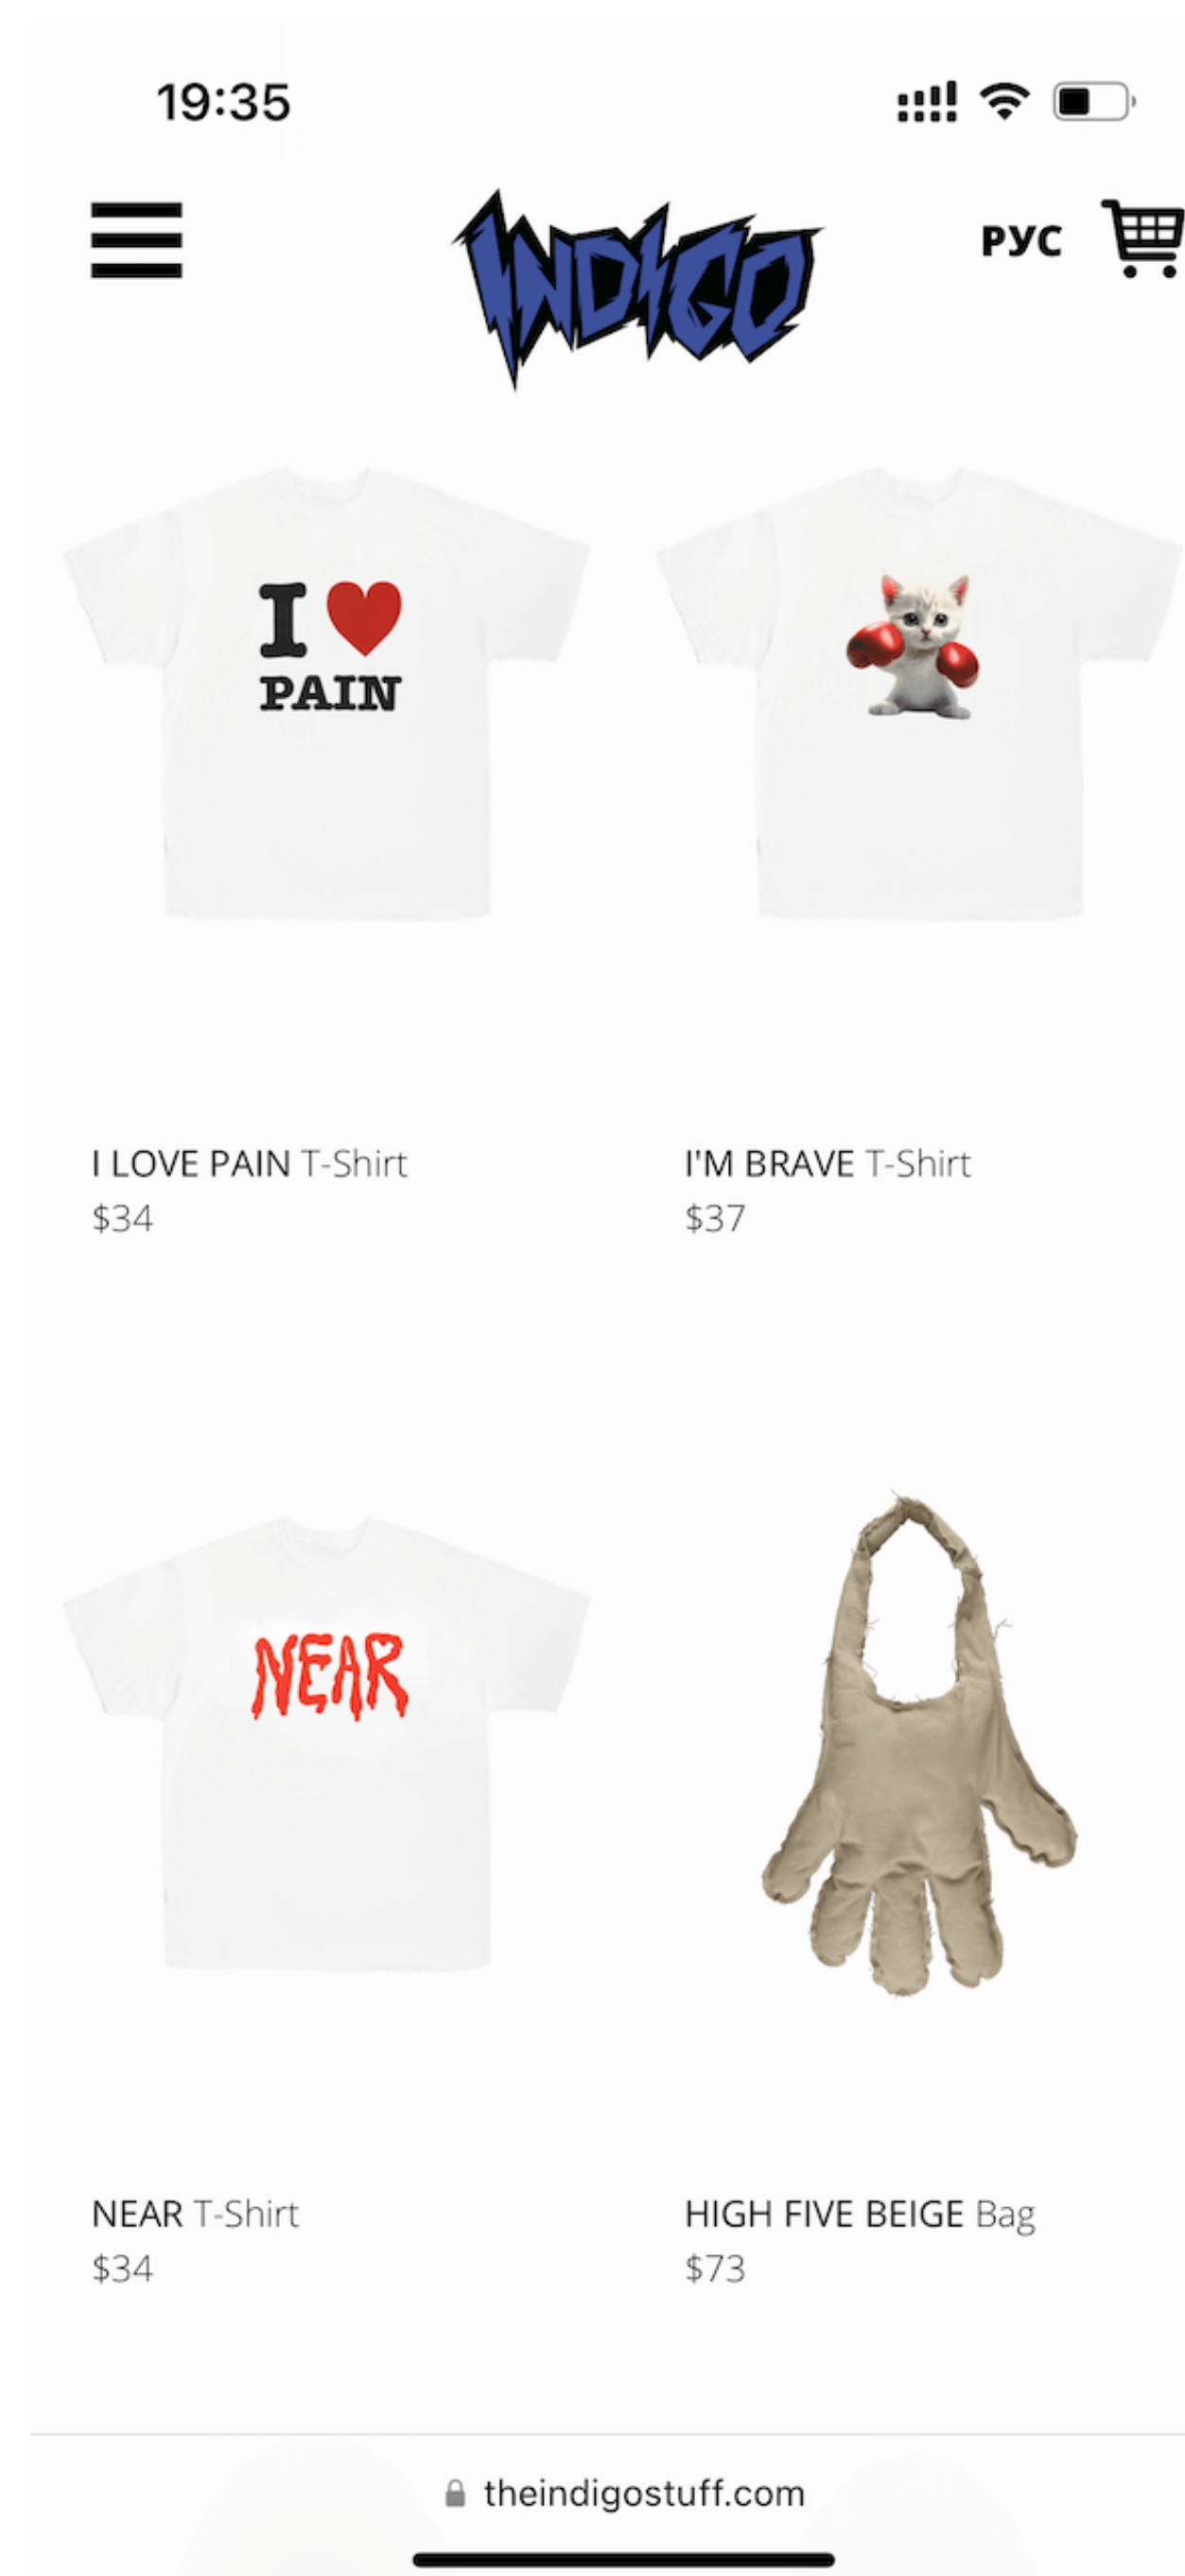 19:35
INDIGO
РУС
I ♥
PAIN
I LOVE PAIN T-Shirt
$34
I'M BRAVE T-Shirt
$37
NEAR
NEAR T-Shirt
$34
HIGH FIVE BEIGE Bag
$73
theindigostuff.com